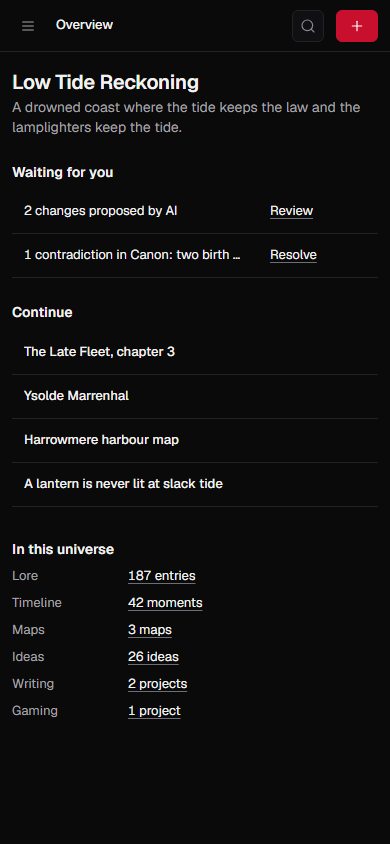 Overview
Low Tide Reckoning
A drowned coast where the tide keeps the law and the
lamplighters keep the tide.
Waiting for you
2 changes proposed by AI Review
1 contradiction in Canon: two birth ... Resolve
Continue
The Late Fleet, chapter 3
Ysolde Marrenhal
Harrowmere harbour map
A lantern is never lit at slack tide
In this universe
Lore 187 entries
Timeline 42 moments
Maps 3 maps
Ideas 26 ideas
Writing 2 projects
Gaming 1 project